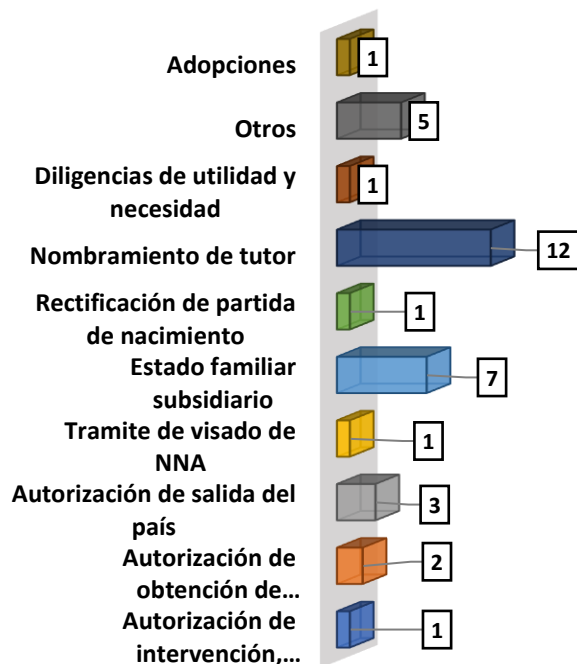 Adopciones
1
Otros
5
Diligencias de utilidad y
necesidad
1
Nombramiento de tutor
12
Rectificación de partida
de nacimiento
1
Estado familiar
subsidiario
7
Tramite de visado de
NNA
1
Autorización de salida del
país
3
Autorización de
obtención de…
2
Autorización de
intervención,…
1